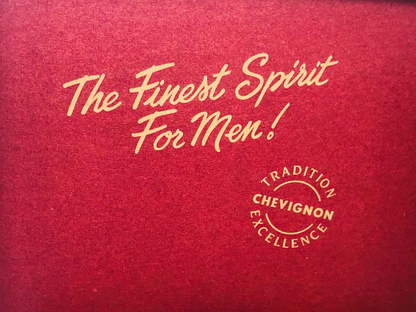 The Finest Spirit
For Men!
TRADITION
CHEVIGNON
EXCELLENCE